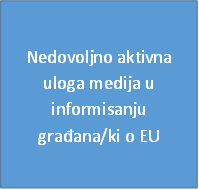 Nedovoljno aktivna
uloga medija u
informisanju
građana/ki o EU